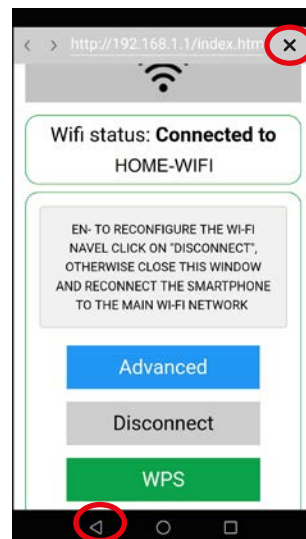 http://192.168.1.1/index.htm
Wifi status: Connected to
HOME-WIFI
EN- TO RECONFIGURE THE WI-FI
NAVEL CLICK ON "DISCONNECT",
OTHERWISE CLOSE THIS WINDOW
AND RECONNECT THE SMARTPHONE
TO THE MAIN WI-FI NETWORK
Advanced
Disconnect
WPS